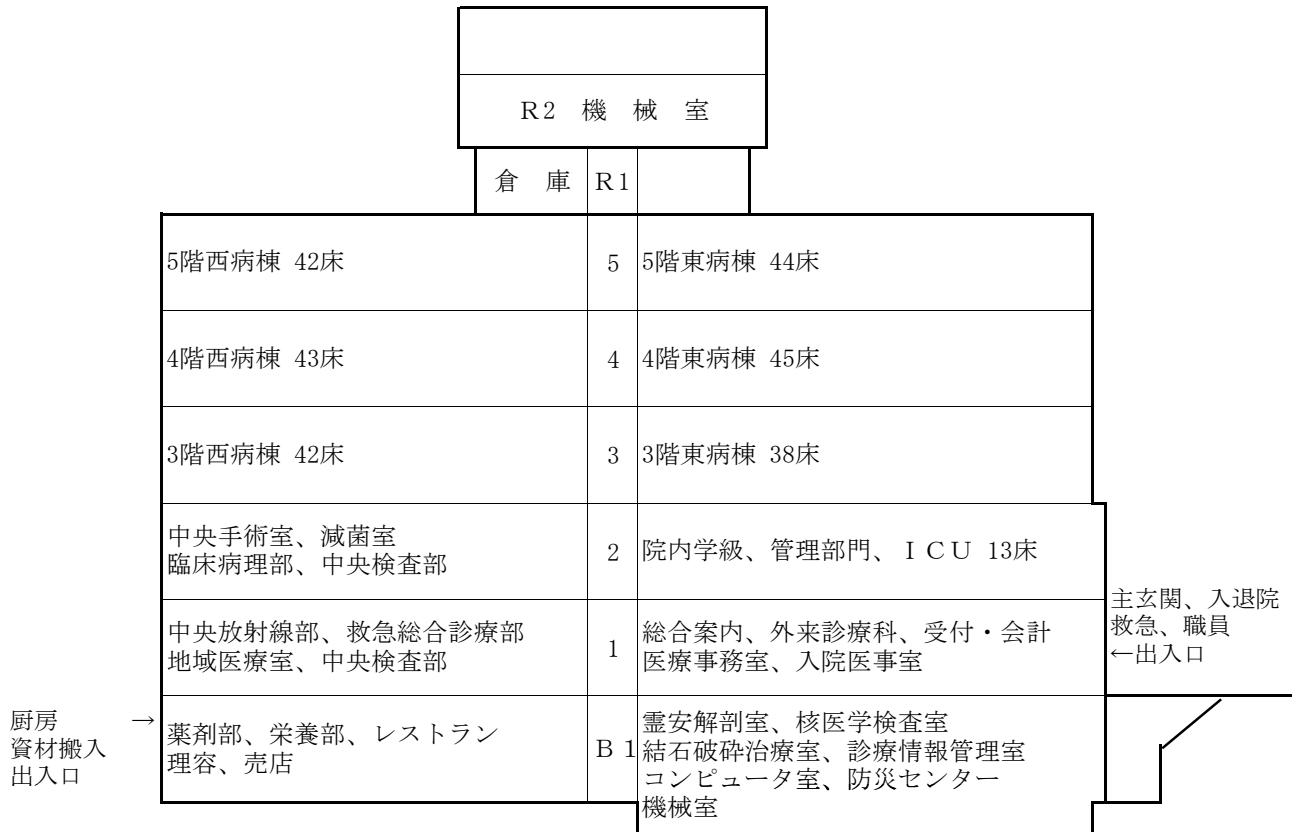 R2 機 械 室
倉 庫
R1
5階西病棟 42床
5
5階東病棟 44床
4階西病棟 43床
4
4階東病棟 45床
3階西病棟 42床
3
3階東病棟 38床
中央手術室、減菌室
臨床病理部、中央検査部
2
院内学級、管理部門、ＩＣＵ 13床
中央放射線部、救急総合診療部
地域医療室、中央検査部
1
総合案内、外来診療科、受付・会計
医療事務室、入院医事室
主玄関、入退院
救急、職員
←出入口
厨房 →
資材搬入
出入口
薬剤部、栄養部、レストラン
理容、売店
Ｂ1
霊安解剖室、核医学検査室
結石破砕治療室、診療情報管理室
コンピュータ室、防災センター
機械室